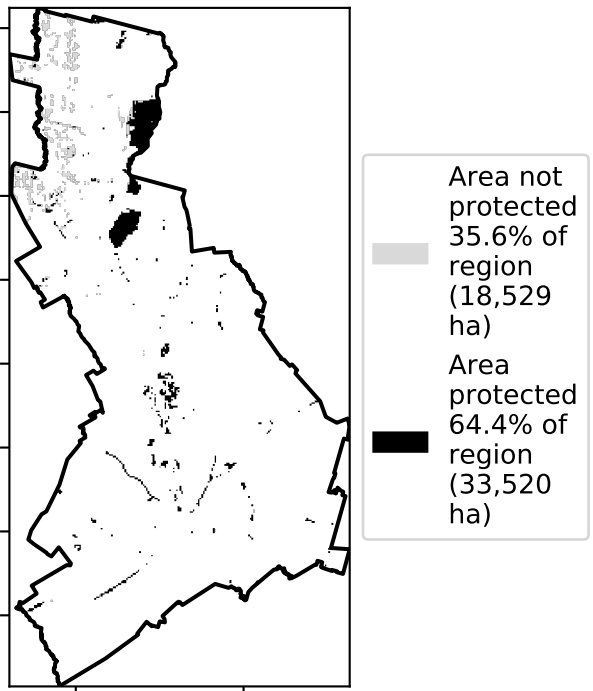 Area not
protected
35.6% of
region
(18,529
ha)
Area
protected
64.4% of
region
(33,520
ha)